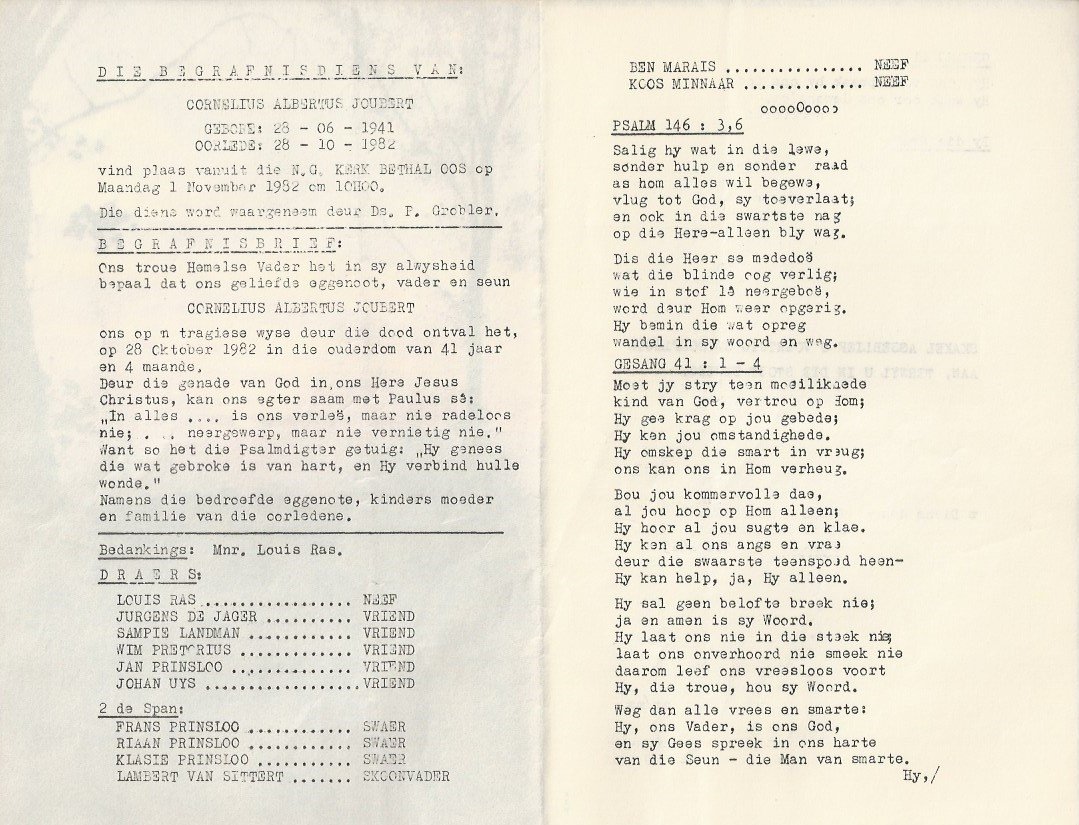 DIE BEGRAFNISDIENS VAN:
CORNELIUS ALBERTUS JOUBERT
GEBORE: 28 - 06 - 1941
OORLEDE: 28 - 10 - 1982
vind plaas vanuit die N.G. KERK BETHAL OOS op
Maandag 1 November 1982 om 10H00.
Die diens word waargeneem deur Ds. P. Grobler.
BEGRAFNISBRIEF:
Ons troue Hemelse Vader het in sy alwysheid
bepaal dat ons geliefde eggenoot, vader en seun
CORNELIUS ALBERTUS JOUBERT
ons op 'n tragiese wyse deur die dood ontval het,
op 28 Oktober 1982 in die ouderdom van 41 jaar
en 4 maande.
Deur die genade van God in, ons Here Jesus
Christus, kan ons egter saam met Paulus sê:
„In alles .... is ons verleë, maar nie radeloos
nie; . .. neergewerp, maar nie vernietig nie."
Want so het die Psalmdigter getuig: „Hy genees
die wat gebroke is van hart, en Hy verbind hulle
wonde."
Namens die bedroefde eggenote, kinders moeder
en familie van die oorledene.
Bedankings: Mnr. Louis Ras.
DRAERS:
LOUIS RAS .................. NEEF
JURGENS DE JAGER .......... VRIEND
SAMPIE LANDMAN ............ VRIEND
WIM PRETORIUS ............. VRIEND
JAN PRINSLOO .............. VRIEND
JOHAN UYS .................. VRIEND
2 de Span:
FRANS PRINSLOO ............ SWAER
RIAAN PRINSLOO ............ SWAER
KLASIE PRINSLOO ........... SWAER
LAMBERT VAN SITTERT ....... SKOONVADER
BEN MARAIS ................ NEEF
KOOS MINNAAR .............. NEEF
ooooOoooo
PSALM 146 : 3,6
Salig hy wat in die lewe,
sonder hulp en sonder raad
as hom alles wil begewe,
vlug tot God, sy toeverlaat;
en ook in die swartste nag
op die Here-alleen bly wag.
Dis die Heer se mededoë
wat die blinde oog verlig;
wie in stof lê neergeboë,
word deur Hom weer opgerig.
Hy bemin die wat opreg
wandel in sy woord en weg.
GESANG 41 : 1 - 4
Moet jy stry teen moeilikhede
kind van God, vertrou op Hom;
Hy gee krag op jou gebede;
Hy ken jou omstandighede.
Hy omskep die smart in vreug;
ons kan ons in Hom verheug.
Bou jou kommervolle dae,
al jou hoop op Hom alleen;
Hy hoor al jou sugte en klae.
Hy ken al ons angs en vrae
deur die swaarste teenspoed heen-
Hy kan help, ja, Hy alleen.
Hy sal geen belofte breek nie;
ja en amen is sy Woord.
Hy laat ons nie in die steek nie;
laat ons onverhoord nie smeek nie
daarom leef ons vreesloos voort
Hy, die troue, hou sy Woord.
Weg dan alle vrees en smarte:
Hy, ons Vader, is ons God,
en sy Gees spreek in ons harte
van die Seun - die Man van smarte.
Hy,/